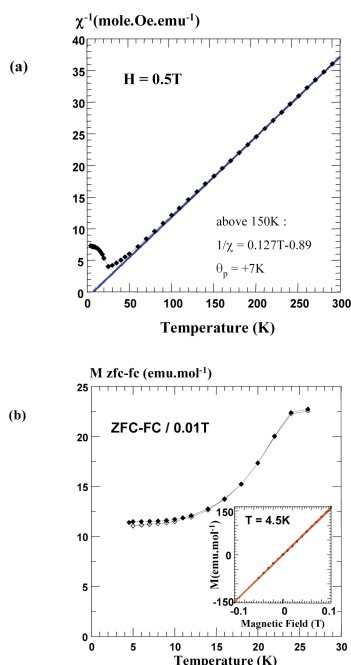 χ⁻¹(mole.Oe.emu⁻¹)
(a)
H = 0.5T
40
35
30
25
20
15
10
5
0
above 150K :
1/χ = 0.127T-0.89
θp = +7K
0 50 100 150 200 250 300
Temperature (K)
M zfc-fc (emu.mol⁻¹)
(b)
ZFC-FC / 0.01T
25
23
20
18
15
13
10
T = 4.5K
M(emu.mol⁻¹)
150
0
-150
-0.1 0 0.1
Magnetic Field (T)
0 5 10 15 20 25 30
Temperature (K)